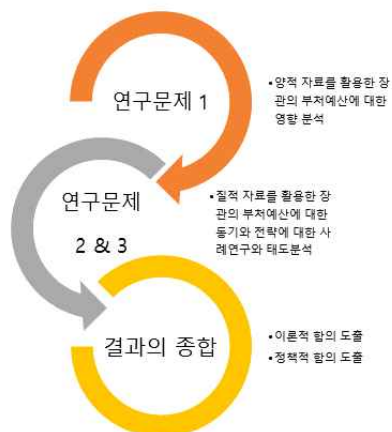 연구문제 1
▪양적 자료를 활용한 장
관의 부처예산에 대한
영향 분석
연구문제
2 & 3
▪질적 자료를 활용한 장
관의 부처예산에 대한
동기와 전략에 대한 사
례연구와 태도분석
결과의 종합
▪이론적 함의 도출
▪정책적 함의 도출